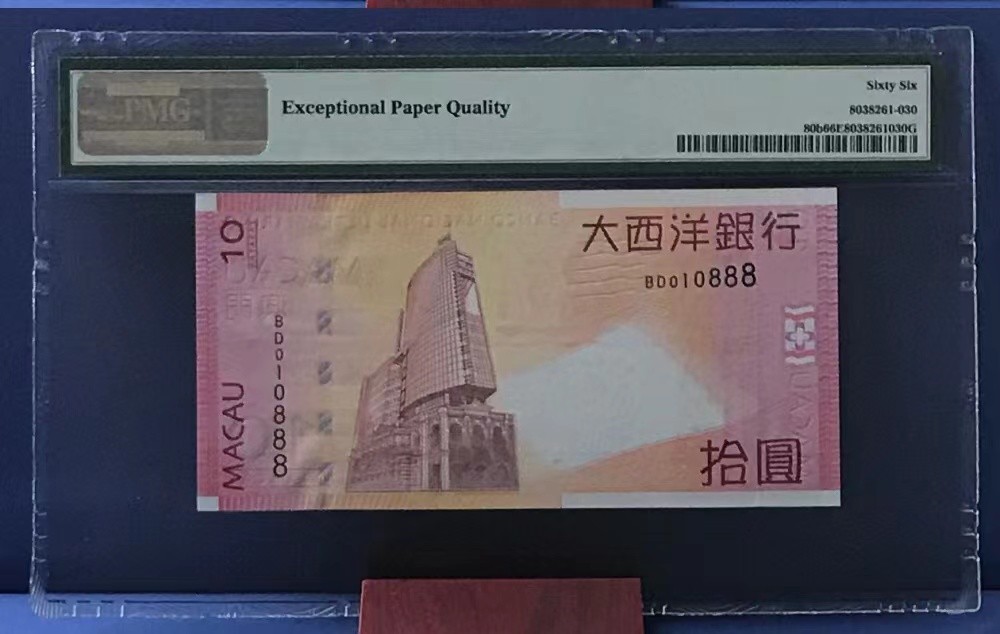 PMG
Exceptional Paper Quality
Sixty Six
8038261-030
80b66E8038261030G
10
大西洋銀行
BD010888
BD010888
MACAU
拾圓